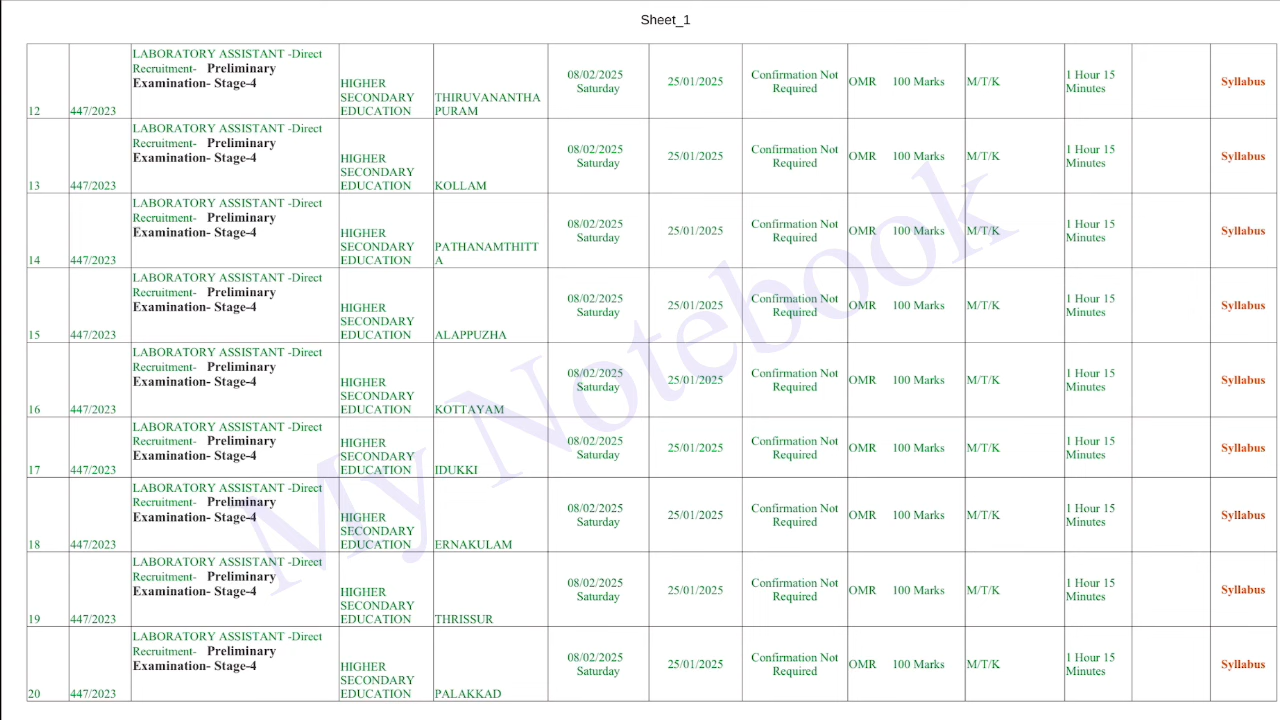 Sheet_1
LABORATORY ASSISTANT -Direct
Recruitment- Preliminary
Examination- Stage-4
12
447/2023
HIGHER
SECONDARY
EDUCATION
THIRUVANANTHA
PURAM
08/02/2025
Saturday
25/01/2025
Confirmation Not
Required
OMR 100 Marks
M/T/K
1 Hour 15
Minutes
Syllabus
LABORATORY ASSISTANT -Direct
Recruitment- Preliminary
Examination- Stage-4
13
447/2023
HIGHER
SECONDARY
EDUCATION
KOLLAM
08/02/2025
Saturday
25/01/2025
Confirmation Not
Required
OMR 100 Marks
M/T/K
1 Hour 15
Minutes
Syllabus
LABORATORY ASSISTANT -Direct
Recruitment- Preliminary
Examination- Stage-4
14
447/2023
HIGHER
SECONDARY
EDUCATION
PATHANAMTHITT
A
08/02/2025
Saturday
25/01/2025
Confirmation Not
Required
OMR 100 Marks
M/T/K
1 Hour 15
Minutes
Syllabus
LABORATORY ASSISTANT -Direct
Recruitment- Preliminary
Examination- Stage-4
15
447/2023
HIGHER
SECONDARY
EDUCATION
ALAPPUZHA
08/02/2025
Saturday
25/01/2025
Confirmation Not
Required
OMR 100 Marks
M/T/K
1 Hour 15
Minutes
Syllabus
LABORATORY ASSISTANT -Direct
Recruitment- Preliminary
Examination- Stage-4
16
447/2023
HIGHER
SECONDARY
EDUCATION
KOTTAYAM
08/02/2025
Saturday
25/01/2025
Confirmation Not
Required
OMR 100 Marks
M/T/K
1 Hour 15
Minutes
Syllabus
LABORATORY ASSISTANT -Direct
Recruitment- Preliminary
Examination- Stage-4
17
447/2023
HIGHER
SECONDARY
EDUCATION
IDUKKI
08/02/2025
Saturday
25/01/2025
Confirmation Not
Required
OMR 100 Marks
M/T/K
1 Hour 15
Minutes
Syllabus
LABORATORY ASSISTANT -Direct
Recruitment- Preliminary
Examination- Stage-4
18
447/2023
HIGHER
SECONDARY
EDUCATION
ERNAKULAM
08/02/2025
Saturday
25/01/2025
Confirmation Not
Required
OMR 100 Marks
M/T/K
1 Hour 15
Minutes
Syllabus
LABORATORY ASSISTANT -Direct
Recruitment- Preliminary
Examination- Stage-4
19
447/2023
HIGHER
SECONDARY
EDUCATION
THRISSUR
08/02/2025
Saturday
25/01/2025
Confirmation Not
Required
OMR 100 Marks
M/T/K
1 Hour 15
Minutes
Syllabus
LABORATORY ASSISTANT -Direct
Recruitment- Preliminary
Examination- Stage-4
20
447/2023
HIGHER
SECONDARY
EDUCATION
PALAKKAD
08/02/2025
Saturday
25/01/2025
Confirmation Not
Required
OMR 100 Marks
M/T/K
1 Hour 15
Minutes
Syllabus
My Notebook